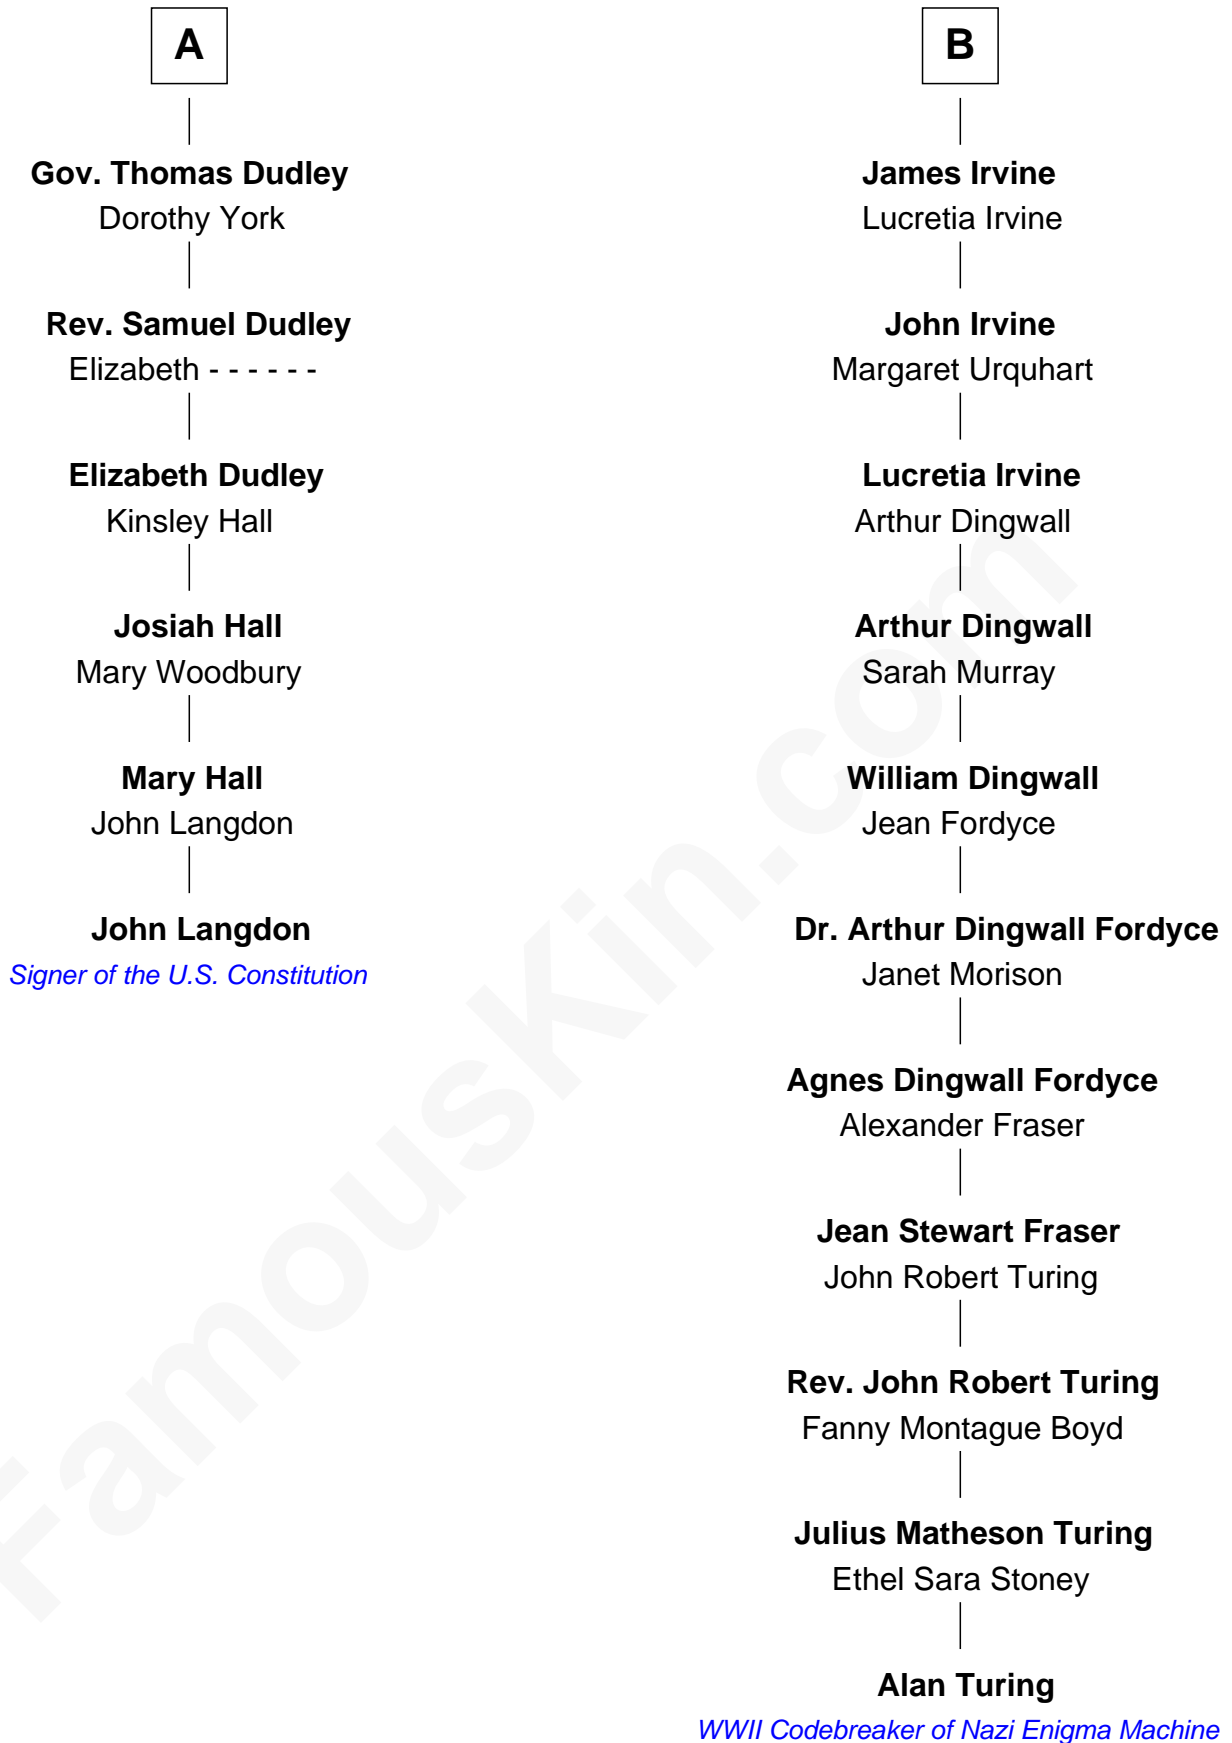 A
Gov. Thomas Dudley
Dorothy York
Rev. Samuel Dudley
Elizabeth - - - - - -
Elizabeth Dudley
Kinsley Hall
Josiah Hall
Mary Woodbury
Mary Hall
John Langdon
John Langdon
Signer of the U.S. Constitution
B
James Irvine
Lucretia Irvine
John Irvine
Margaret Urquhart
Lucretia Irvine
Arthur Dingwall
Arthur Dingwall
Sarah Murray
William Dingwall
Jean Fordyce
Dr. Arthur Dingwall Fordyce
Janet Morison
Agnes Dingwall Fordyce
Alexander Fraser
Jean Stewart Fraser
John Robert Turing
Rev. John Robert Turing
Fanny Montague Boyd
Julius Matheson Turing
Ethel Sara Stoney
Alan Turing
WWII Codebreaker of Nazi Enigma Machine
FamousKin.com